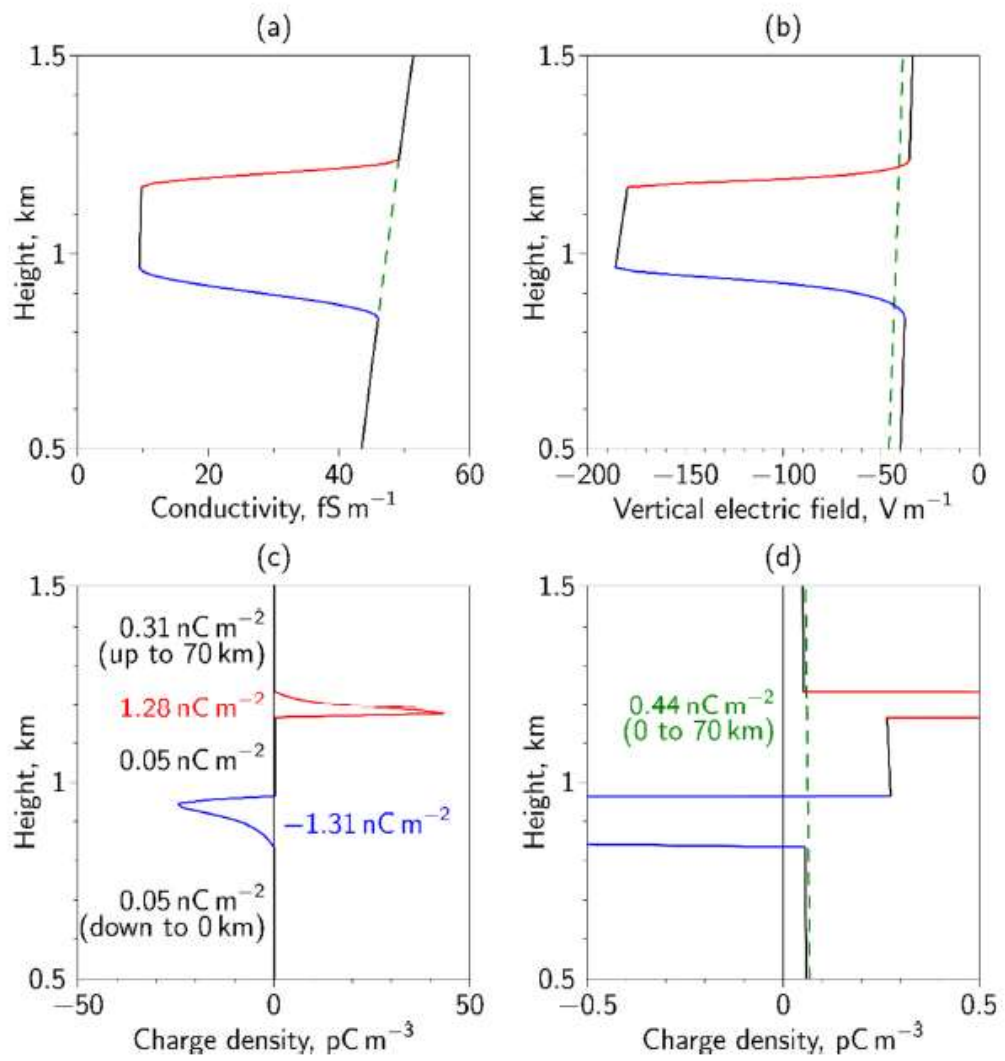 (a)
1.5
1
0.5
Height, km
0
20
40
60
Conductivity, fS m⁻¹
(b)
1.5
1
0.5
Height, km
−200
−150
−100
−50
0
Vertical electric field, V m⁻¹
(c)
1.5
1
0.5
Height, km
0.31 nC m⁻²
(up to 70 km)
1.28 nC m⁻²
0.05 nC m⁻²
−1.31 nC m⁻²
0.05 nC m⁻²
(down to 0 km)
−50
0
50
Charge density, pC m⁻³
(d)
1.5
1
0.5
Height, km
0.44 nC m⁻²
(0 to 70 km)
−0.5
0
0.5
Charge density, pC m⁻³